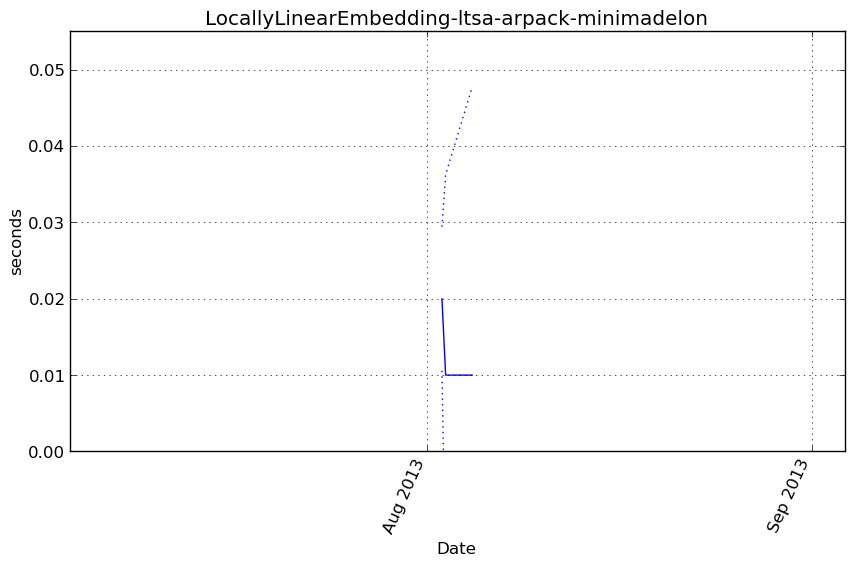 LocallyLinearEmbedding-ltsa-arpack-minimadelon
0.05
0.04
0.03
0.02
0.01
0.00
seconds
Aug 2013
Sep 2013
Date